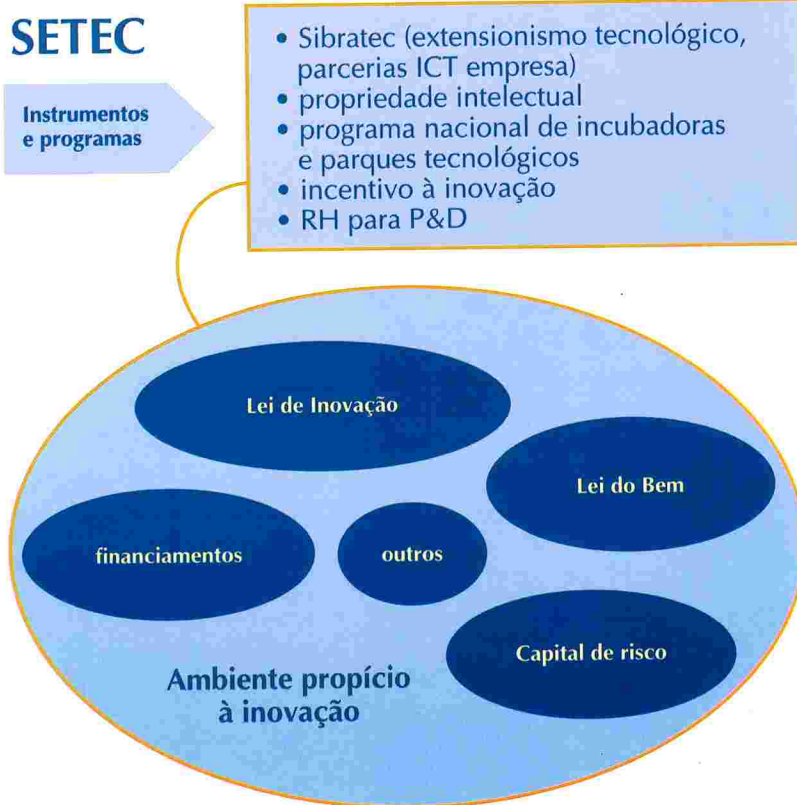 SETEC
Instrumentos
e programas
• Sibratec (extensionismo tecnológico,
parcerias ICT empresa)
• propriedade intelectual
• programa nacional de incubadoras
e parques tecnológicos
• incentivo à inovação
• RH para P&D
Lei de Inovação
Lei do Bem
financiamentos
outros
Capital de risco
Ambiente propício
à inovação